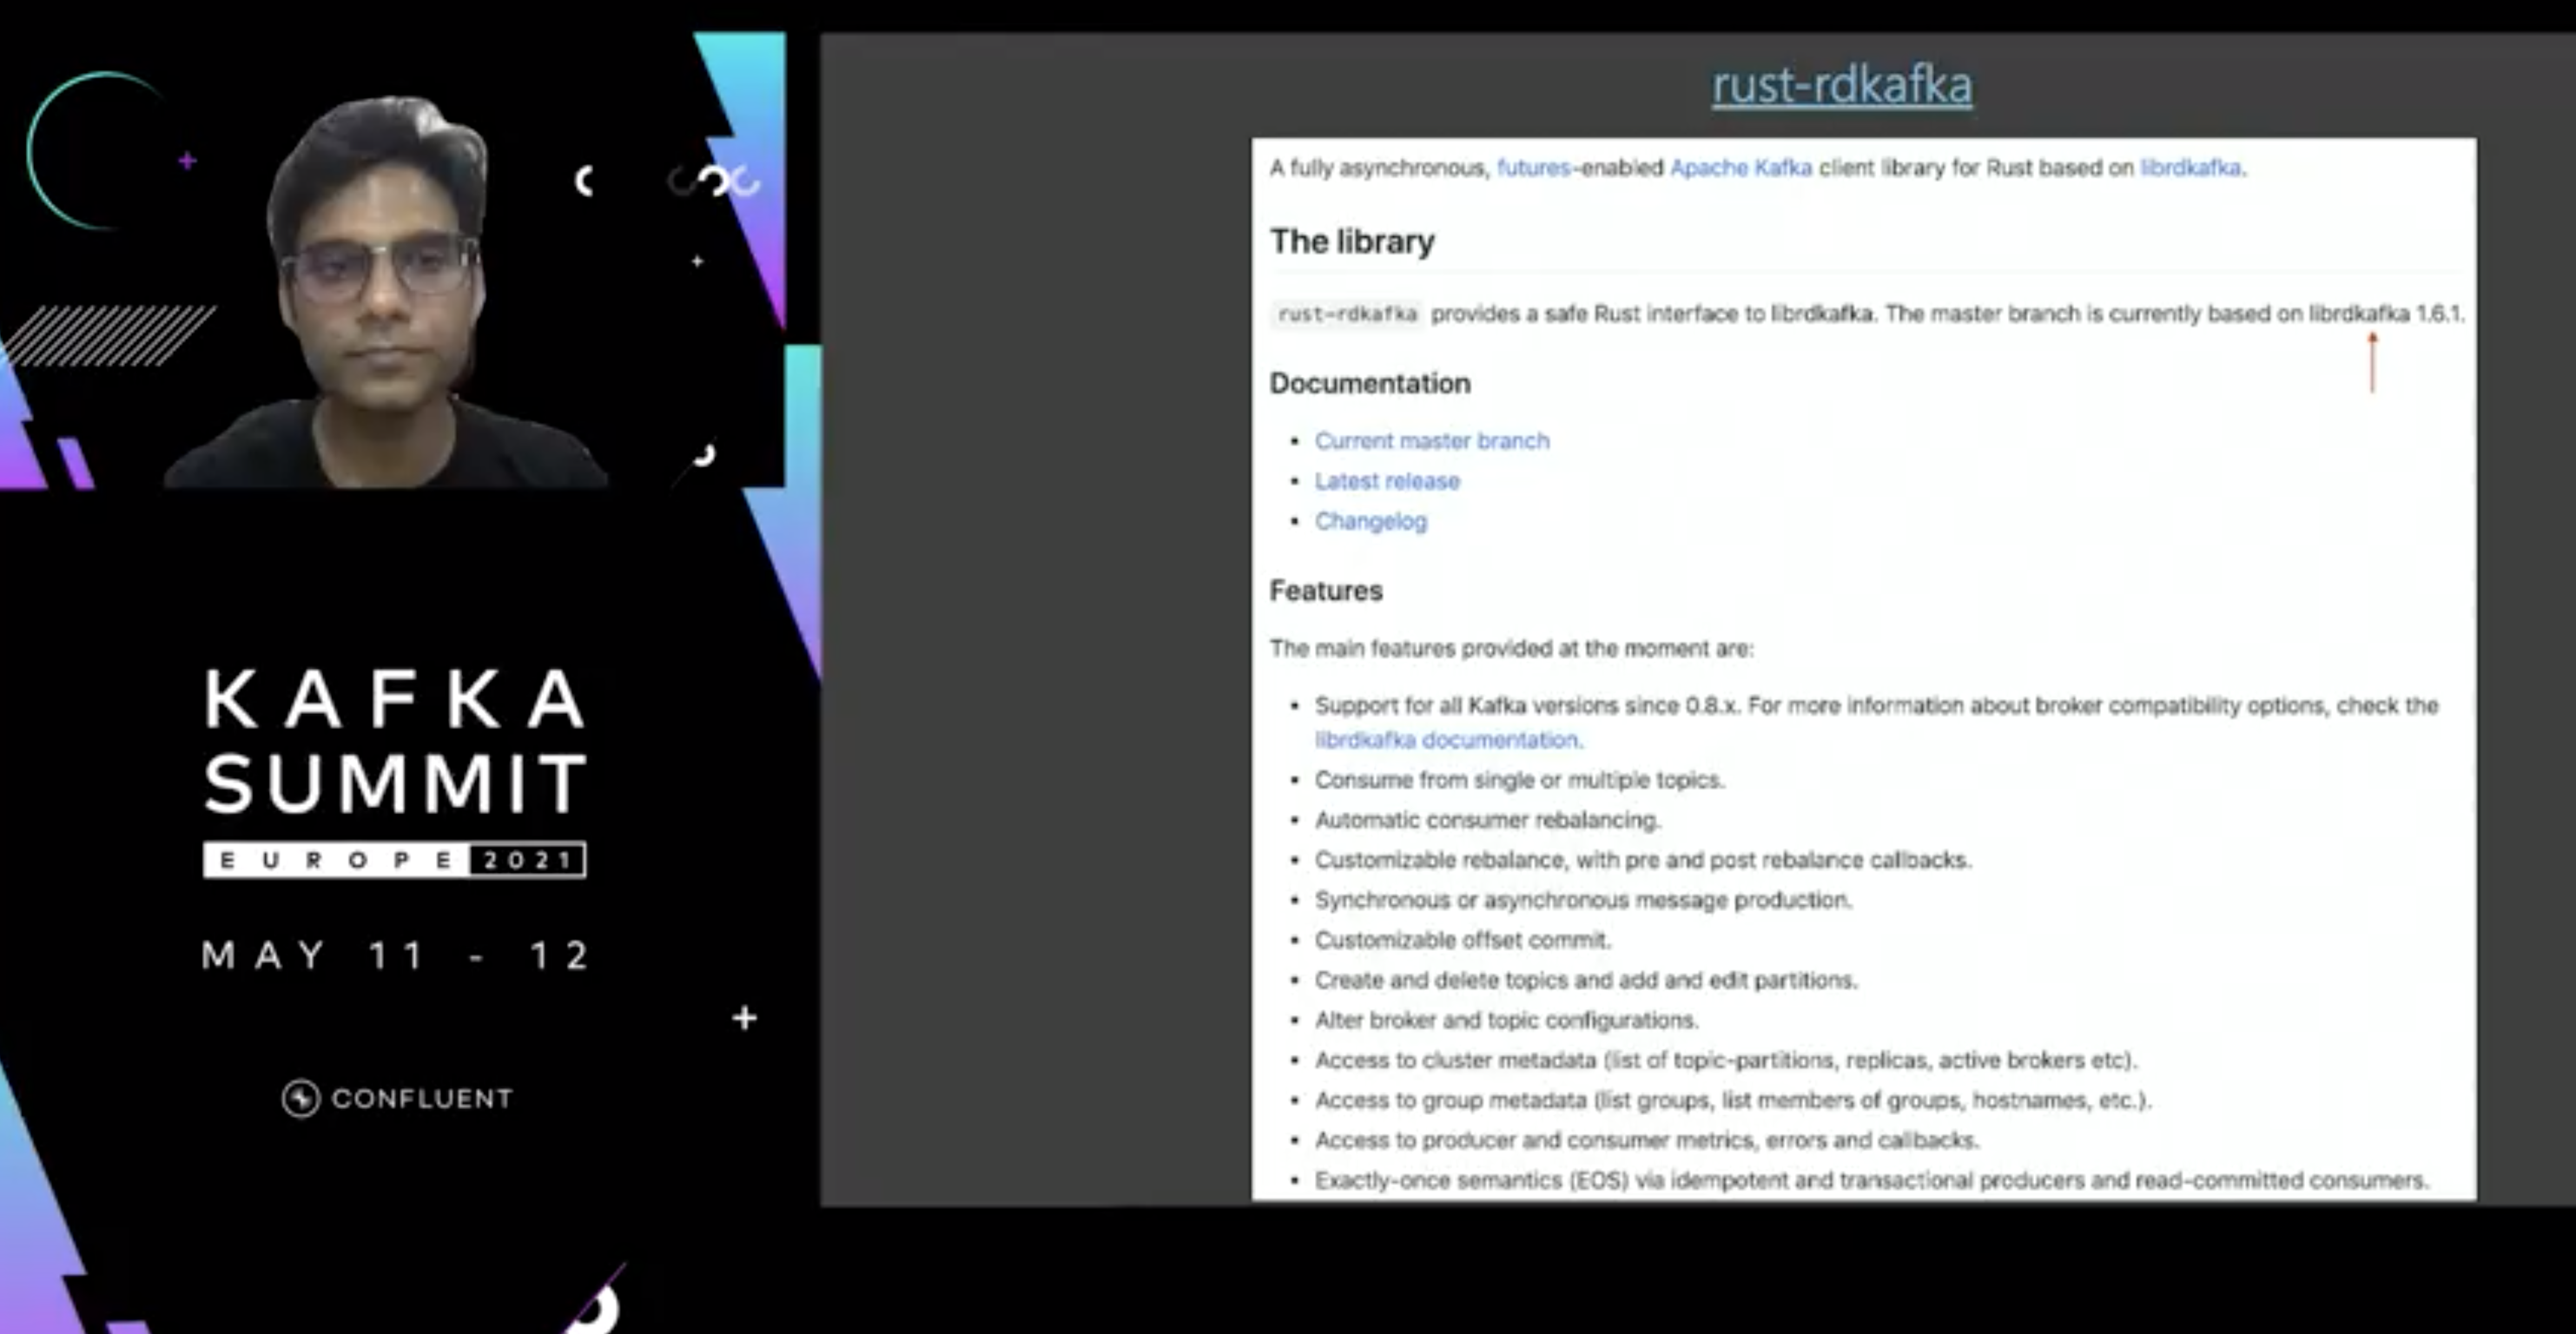 KAFKA
SUMMIT
EUROPE 2021
MAY 11 - 12
CONFLUENT
rust-rdkafka
A fully asynchronous, futures-enabled Apache Kafka client library for Rust based on librdkafka.
The library
rust-rdkafka provides a safe Rust interface to librdkafka. The master branch is currently based on librdkafka 1.6.1.
Documentation
• Current master branch
• Latest release
• Changelog
Features
The main features provided at the moment are:
• Support for all Kafka versions since 0.8.x. For more information about broker compatibility options, check the
librdkafka documentation.
• Consume from single or multiple topics.
• Automatic consumer rebalancing.
• Customizable rebalance, with pre and post rebalance callbacks.
• Synchronous or asynchronous message production.
• Customizable offset commit.
• Create and delete topics and add and edit partitions.
• Alter broker and topic configurations.
• Access to cluster metadata (list of topic-partitions, replicas, active brokers etc).
• Access to group metadata (list groups, list members of groups, hostnames, etc.).
• Access to producer and consumer metrics, errors and callbacks.
• Exactly-once semantics (EOS) via idempotent and transactional producers and read-committed consumers.